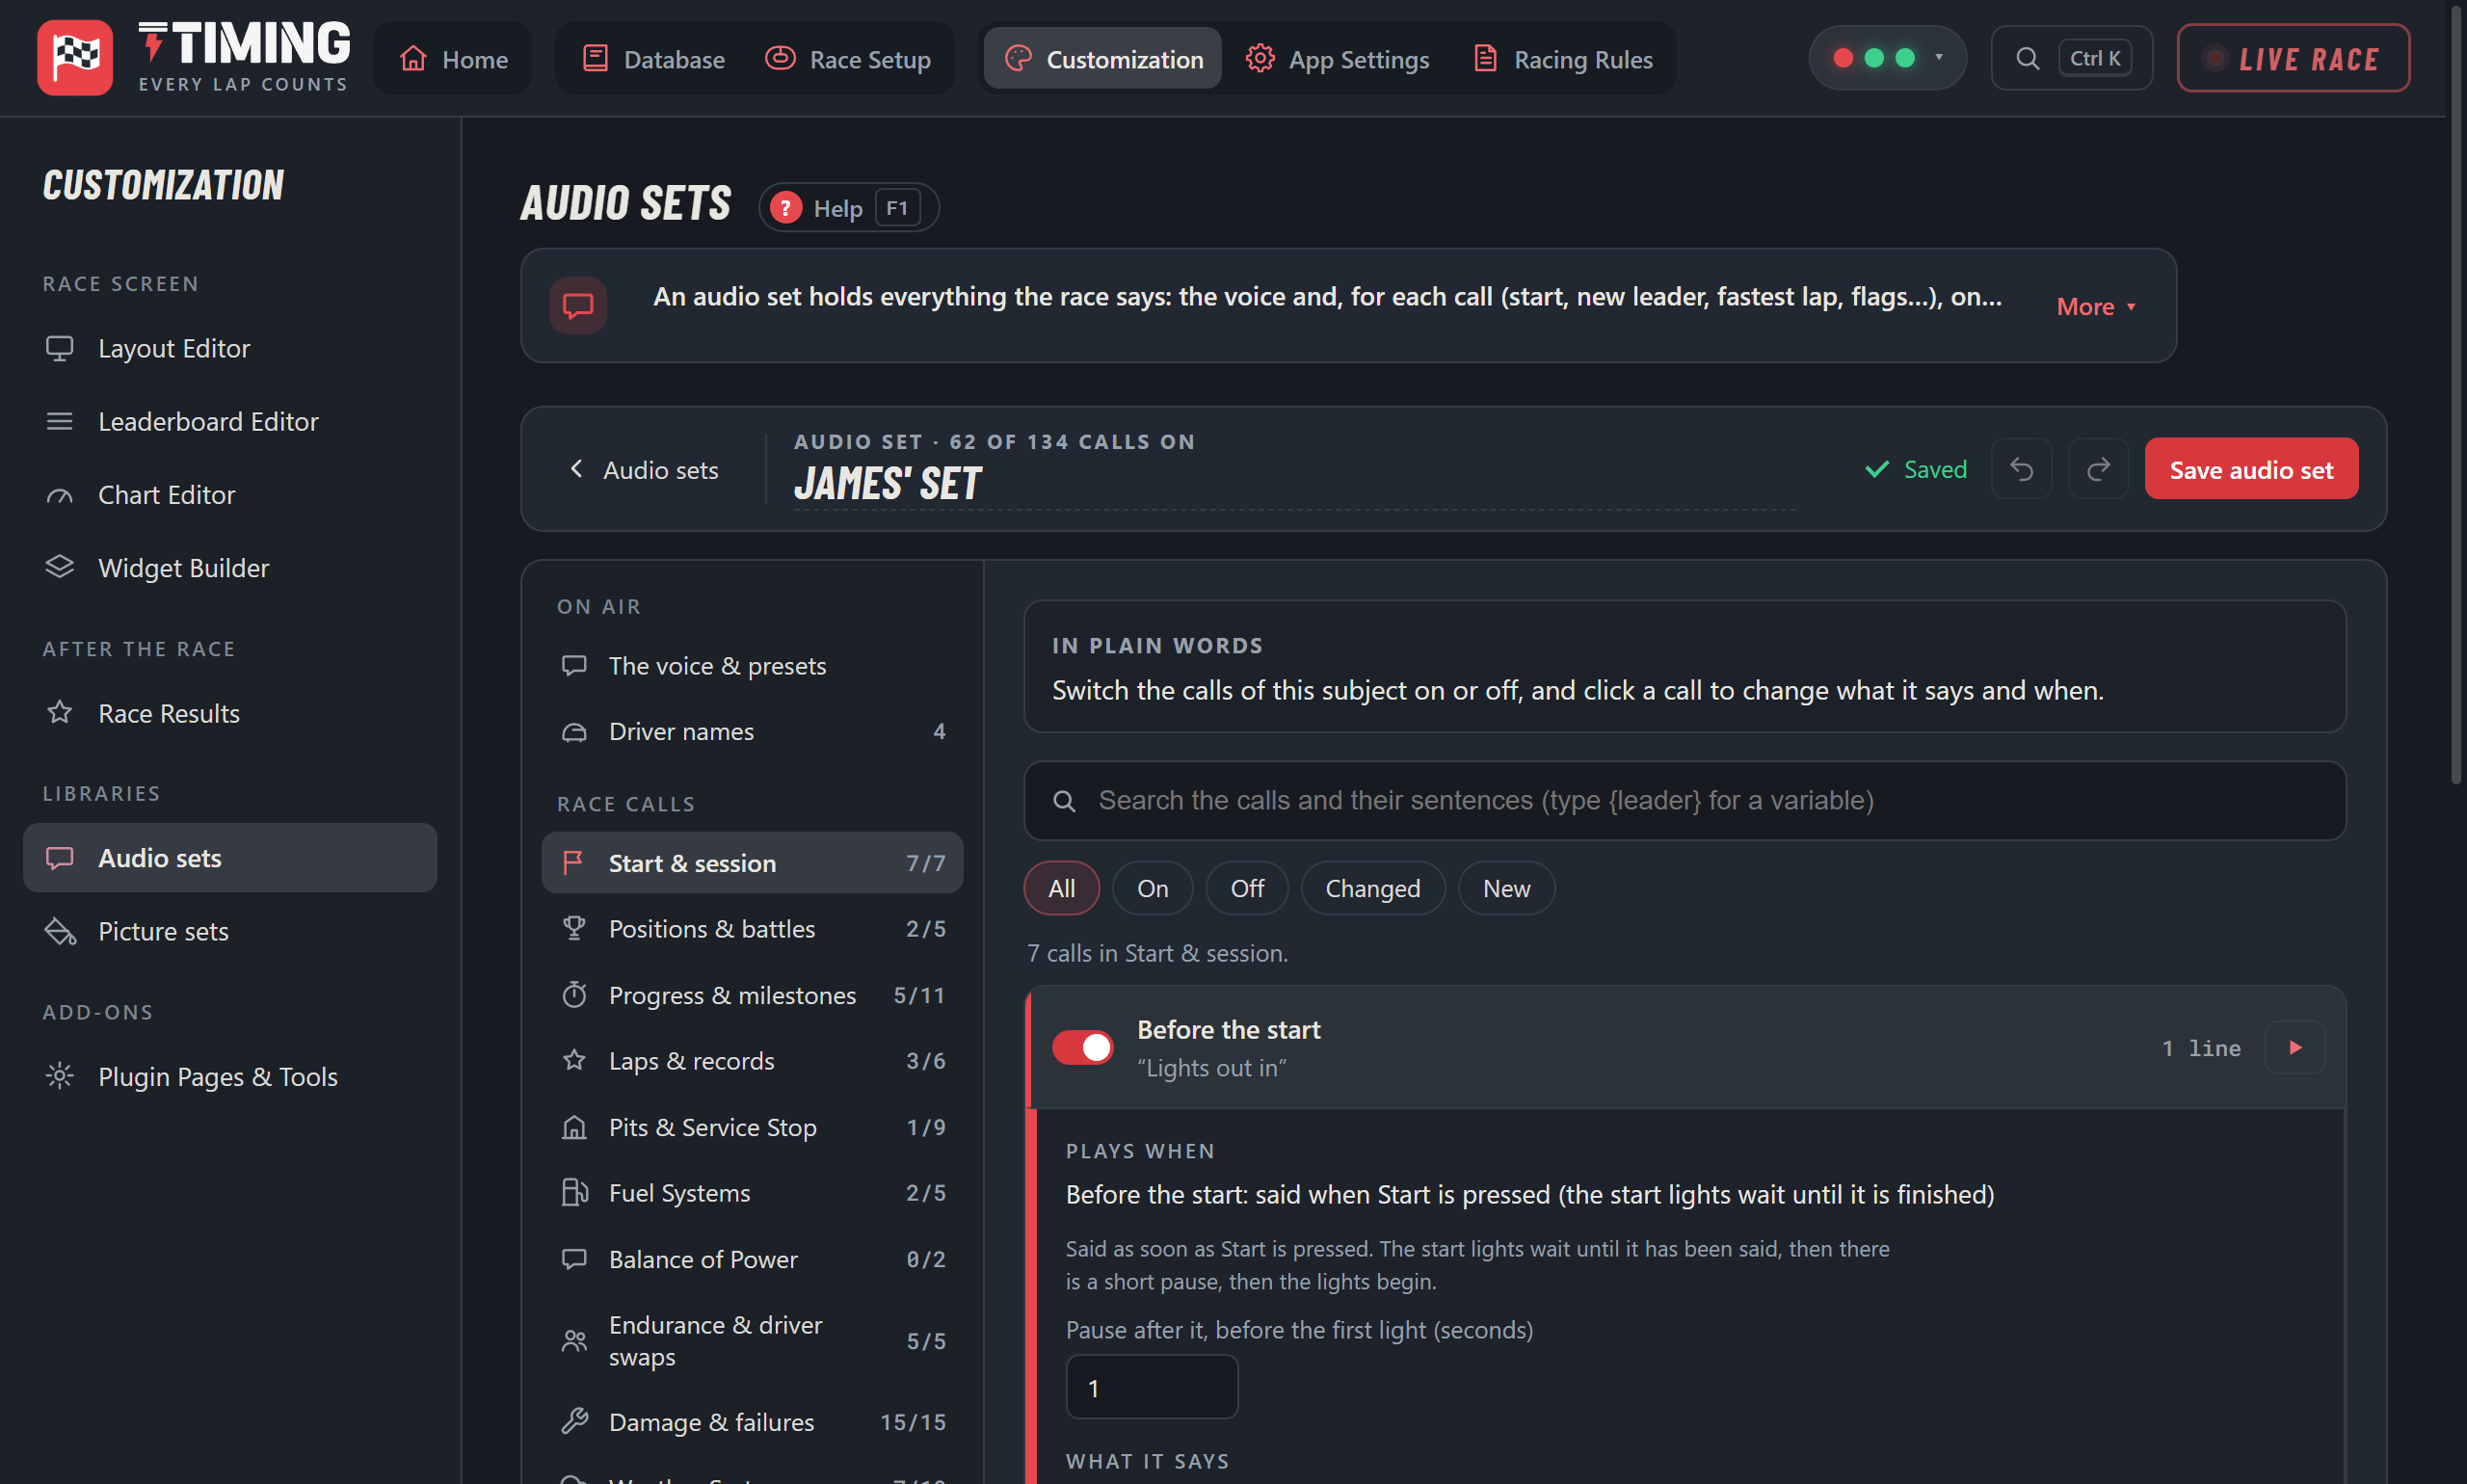 TIMING
EVERY LAP COUNTS
Home
Database
Race Setup
Customization
App Settings
Racing Rules
Ctrl K
LIVE RACE
CUSTOMIZATION
RACE SCREEN
Layout Editor
Leaderboard Editor
Chart Editor
Widget Builder
AFTER THE RACE
Race Results
LIBRARIES
Audio sets
Picture sets
ADD-ONS
Plugin Pages & Tools
AUDIO SETS
? Help F1
An audio set holds everything the race says: the voice and, for each call (start, new leader, fastest lap, flags...), on...
More
Audio sets
AUDIO SET · 62 OF 134 CALLS ON
JAMES' SET
Saved
Save audio set
ON AIR
The voice & presets
Driver names 4
RACE CALLS
Start & session 7/7
Positions & battles 2/5
Progress & milestones 5/11
Laps & records 3/6
Pits & Service Stop 1/9
Fuel Systems 2/5
Balance of Power 0/2
Endurance & driver
swaps 5/5
Damage & failures 15/15
IN PLAIN WORDS
Switch the calls of this subject on or off, and click a call to change what it says and when.
Search the calls and their sentences (type {leader} for a variable)
All
On
Off
Changed
New
7 calls in Start & session.
Before the start
“Lights out in”
1 line
PLAYS WHEN
Before the start: said when Start is pressed (the start lights wait until it is finished)
Said as soon as Start is pressed. The start lights wait until it has been said, then there
is a short pause, then the lights begin.
Pause after it, before the first light (seconds)
1
WHAT IT SAYS